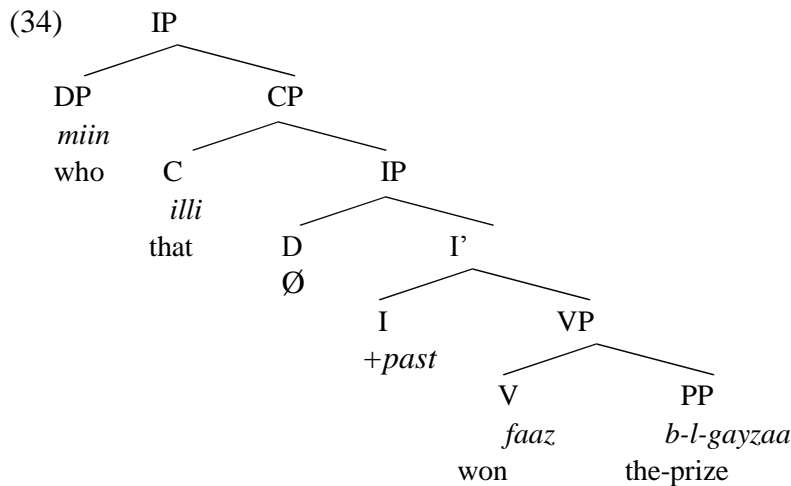 (34) IP
DP CP
miin
who C IP
illi
that D I’
Ø
I VP
+past
V PP
faaz b-l-gayzaa
won the-prize